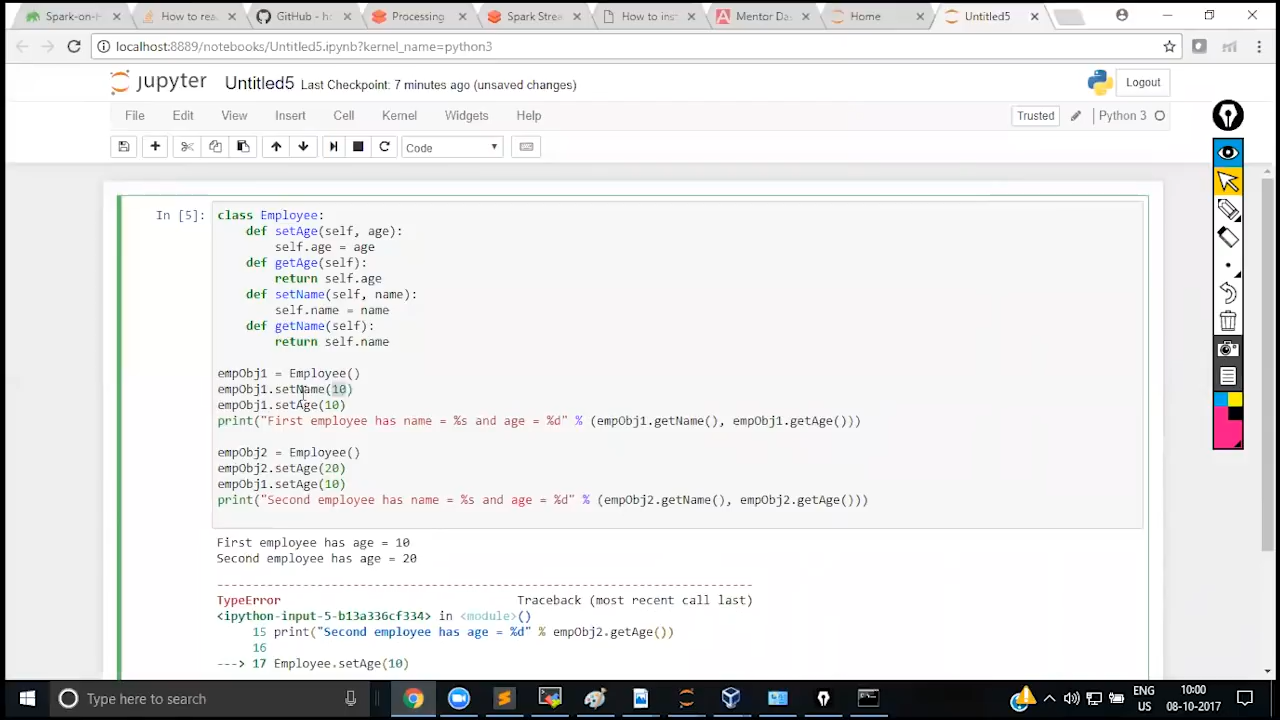 Spark-on-H
How to rea
GitHub - h
Processing
Spark Strea
How to inst
Mentor Das
Home
Untitled5
localhost:8889/notebooks/Untitled5.ipynb?kernel_name=python3
jupyter Untitled5 Last Checkpoint: 7 minutes ago (unsaved changes)
Logout
File Edit View Insert Cell Kernel Widgets Help
Trusted Python 3
Code
In [5]: class Employee:
    def setAge(self, age):
        self.age = age
    def getAge(self):
        return self.age
    def setName(self, name):
        self.name = name
    def getName(self):
        return self.name
empObj1 = Employee()
empObj1.setName(10)
empObj1.setAge(10)
print("First employee has name = %s and age = %d" % (empObj1.getName(), empObj1.getAge()))
empObj2 = Employee()
empObj2.setAge(20)
empObj1.setAge(10)
print("Second employee has name = %s and age = %d" % (empObj2.getName(), empObj2.getAge()))
First employee has age = 10
Second employee has age = 20
---------------------------------------------------------------------------
TypeError Traceback (most recent call last)
<ipython-input-5-b13a336cf334> in <module>()
15 print("Second employee has age = %d" % empObj2.getAge())
16
---> 17 Employee.setAge(10)
Type here to search
ENG
US
10:00
08-10-2017